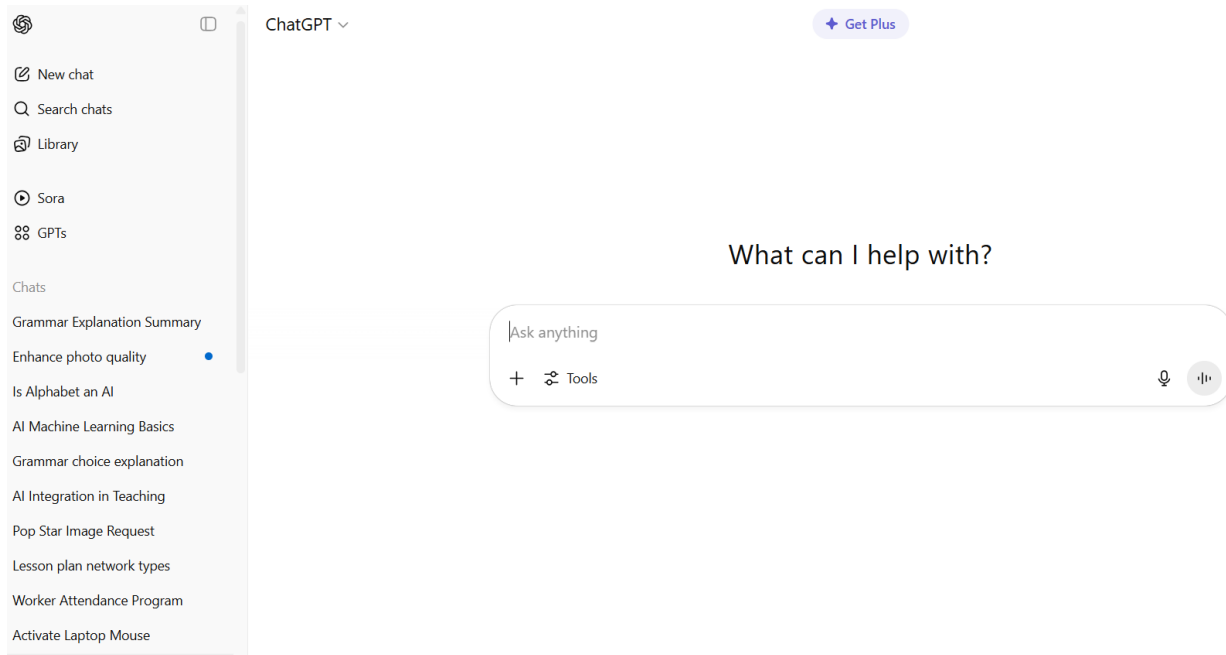 ChatGPT
Get Plus
New chat
Search chats
Library
Sora
GPTs
Chats
Grammar Explanation Summary
Enhance photo quality
Is Alphabet an AI
AI Machine Learning Basics
Grammar choice explanation
AI Integration in Teaching
Pop Star Image Request
Lesson plan network types
Worker Attendance Program
Activate Laptop Mouse
What can I help with?
Ask anything
Tools